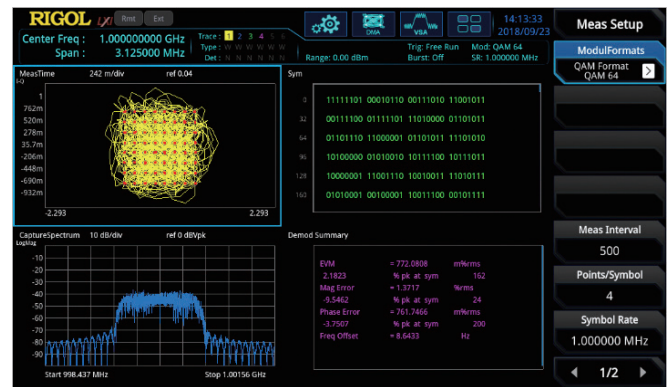 RIGOL LXI Rmt Ext
14:13:33
2018/09/23
DMA
VSA
Center Freq : 1.000000000 GHz
Span : 3.125000 MHz
Trace : 1 2 3 4 5 6
Type : W W W W W W
Det : N N N N N N
Range: 0.00 dBm
Trig: Free Run
Burst: Off
Mod: QAM 64
SR: 1.000000 MHz
MeasTime 242 m/div ref 0.04
I-Q
1
762m
520m
278m
35.7m
-206m
-448m
-690m
-932m
-2.293 2.293
Sym
0 11111101 00010110 00111010 11001011
32 00111100 01111101 11010000 01101011
64 01101110 11000001 01101011 11101010
96 10100000 01010010 10111100 10111011
128 10000001 11001110 10010011 11010111
160 01010001 00100001 10011100 00101111
CaptureSpectrum 10 dB/div ref 0 dBVpk
LogMag
-10
-20
-30
-40
-50
-60
-70
-80
-90
Start 998.437 MHz Stop 1.00156 GHz
Demod Summary
EVM = 772.0808 m%rms
2.1823 % pk at sym 162
Mag Error = 1.3717 %rms
-9.5462 % pk at sym 24
Phase Error = 761.7466 m%rms
-3.7507 % pk at sym 200
Freq Offset = 8.6433 Hz
Meas Setup
ModulFormats
QAM Format
QAM 64
Meas Interval
500
Points/Symbol
4
Symbol Rate
1.000000 MHz
1/2